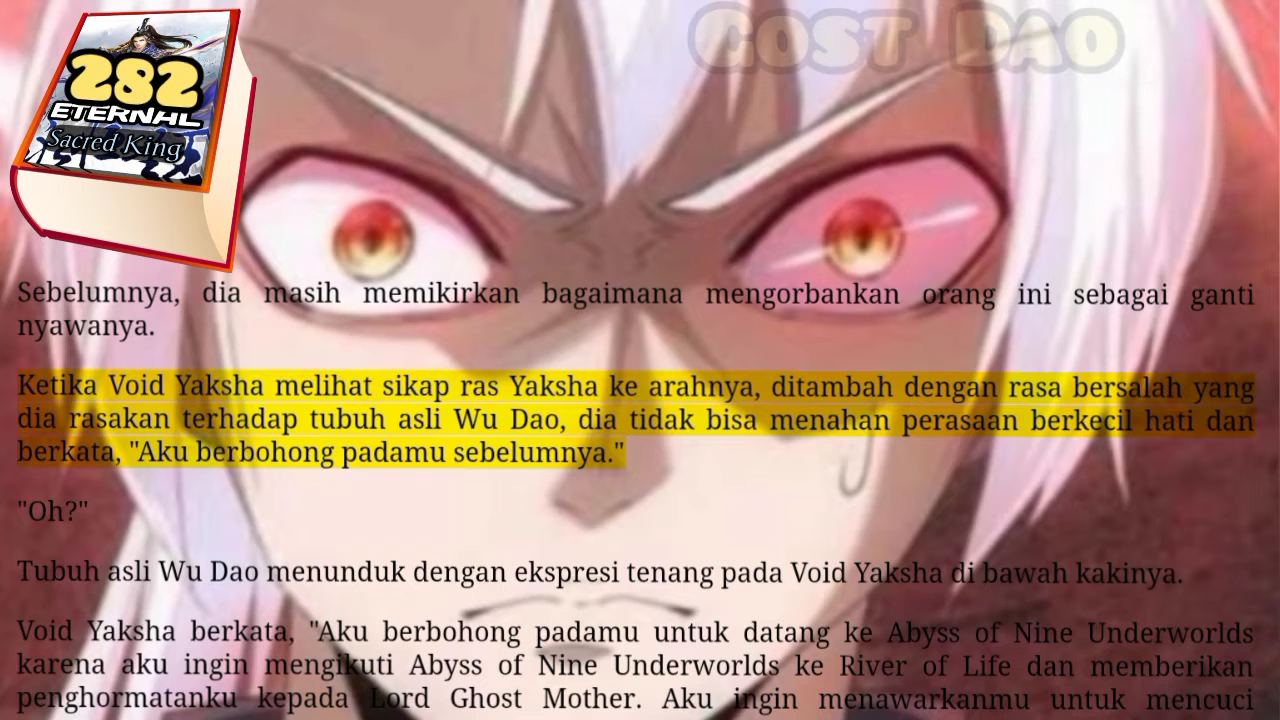 Gost Dao
282
ETERNAL
Sacred King
Sebelumnya, dia masih memikirkan bagaimana mengorbankan orang ini sebagai ganti
nyawanya.
Ketika Void Yaksha melihat sikap ras Yaksha ke arahnya, ditambah dengan rasa bersalah yang
dia rasakan terhadap tubuh asli Wu Dao, dia tidak bisa menahan perasaan berkecil hati dan
berkata, "Aku berbohong padamu sebelumnya."
"Oh?"
Tubuh asli Wu Dao menunduk dengan ekspresi tenang pada Void Yaksha di bawah kakinya.
Void Yaksha berkata, "Aku berbohong padamu untuk datang ke Abyss of Nine Underworlds
karena aku ingin mengikuti Abyss of Nine Underworlds ke River of Life dan memberikan
penghormatanku kepada Lord Ghost Mother. Aku ingin menawarkanmu untuk mencuci